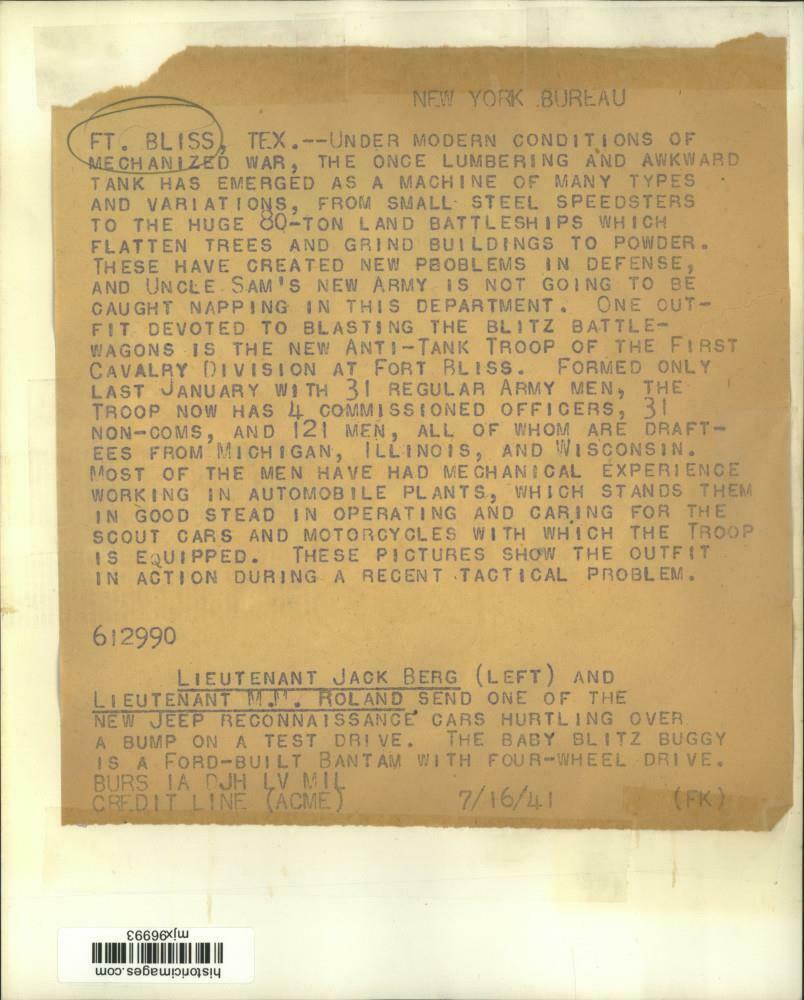 NEW YORK BUREAU
FT. BLISS, TEX.--UNDER MODERN CONDITIONS OF
MECHANIZED WAR, THE ONCE LUMBERING AND AWKWARD
TANK HAS EMERGED AS A MACHINE OF MANY TYPES
AND VARIATIONS, FROM SMALL STEEL SPEEDSTERS
TO THE HUGE 80-TON LAND BATTLESHIPS WHICH
FLATTEN TREES AND GRIND BUILDINGS TO POWDER.
THESE HAVE CREATED NEW PBOBLEMS IN DEFENSE,
AND UNCLE SAM'S NEW ARMY IS NOT GOING TO BE
CAUGHT NAPPING IN THIS DEPARTMENT. ONE OUT-
FIT DEVOTED TO BLASTING THE BLITZ BATTLE-
WAGONS IS THE NEW ANTI-TANK TROOP OF THE FIRST
CAVALRY DIVISION AT FORT BLISS. FORMED ONLY
LAST JANUARY WITH 31 REGULAR ARMY MEN, THE
TROOP NOW HAS 4 COMMISSIONED OFFICERS, 31
NON-COMS, AND 121 MEN, ALL OF WHOM ARE DRAFT-
EES FROM MICHIGAN, ILLINOIS, AND WISCONSIN.
MOST OF THE MEN HAVE HAD MECHANICAL EXPERIENCE
WORKING IN AUTOMOBILE PLANTS, WHICH STANDS THEM
IN GOOD STEAD IN OPERATING AND CARING FOR THE
SCOUT CARS AND MOTORCYCLES WITH WHICH THE TROOP
IS EQUIPPED. THESE PICTURES SHOW THE OUTFIT
IN ACTION DURING A RECENT TACTICAL PROBLEM.
612990
LIEUTENANT JACK BERG (LEFT) AND
LIEUTENANT M.M. ROLAND SEND ONE OF THE
NEW JEEP RECONNAISSANCE CARS HURTLING OVER
A BUMP ON A TEST DRIVE. THE BABY BLITZ BUGGY
IS A FORD-BUILT BANTAM WITH FOUR-WHEEL DRIVE.
BURS IA DJH LV MIL
CREDIT LINE (ACME) 7/16/41 (FK)
historicimages.com
mjx96993